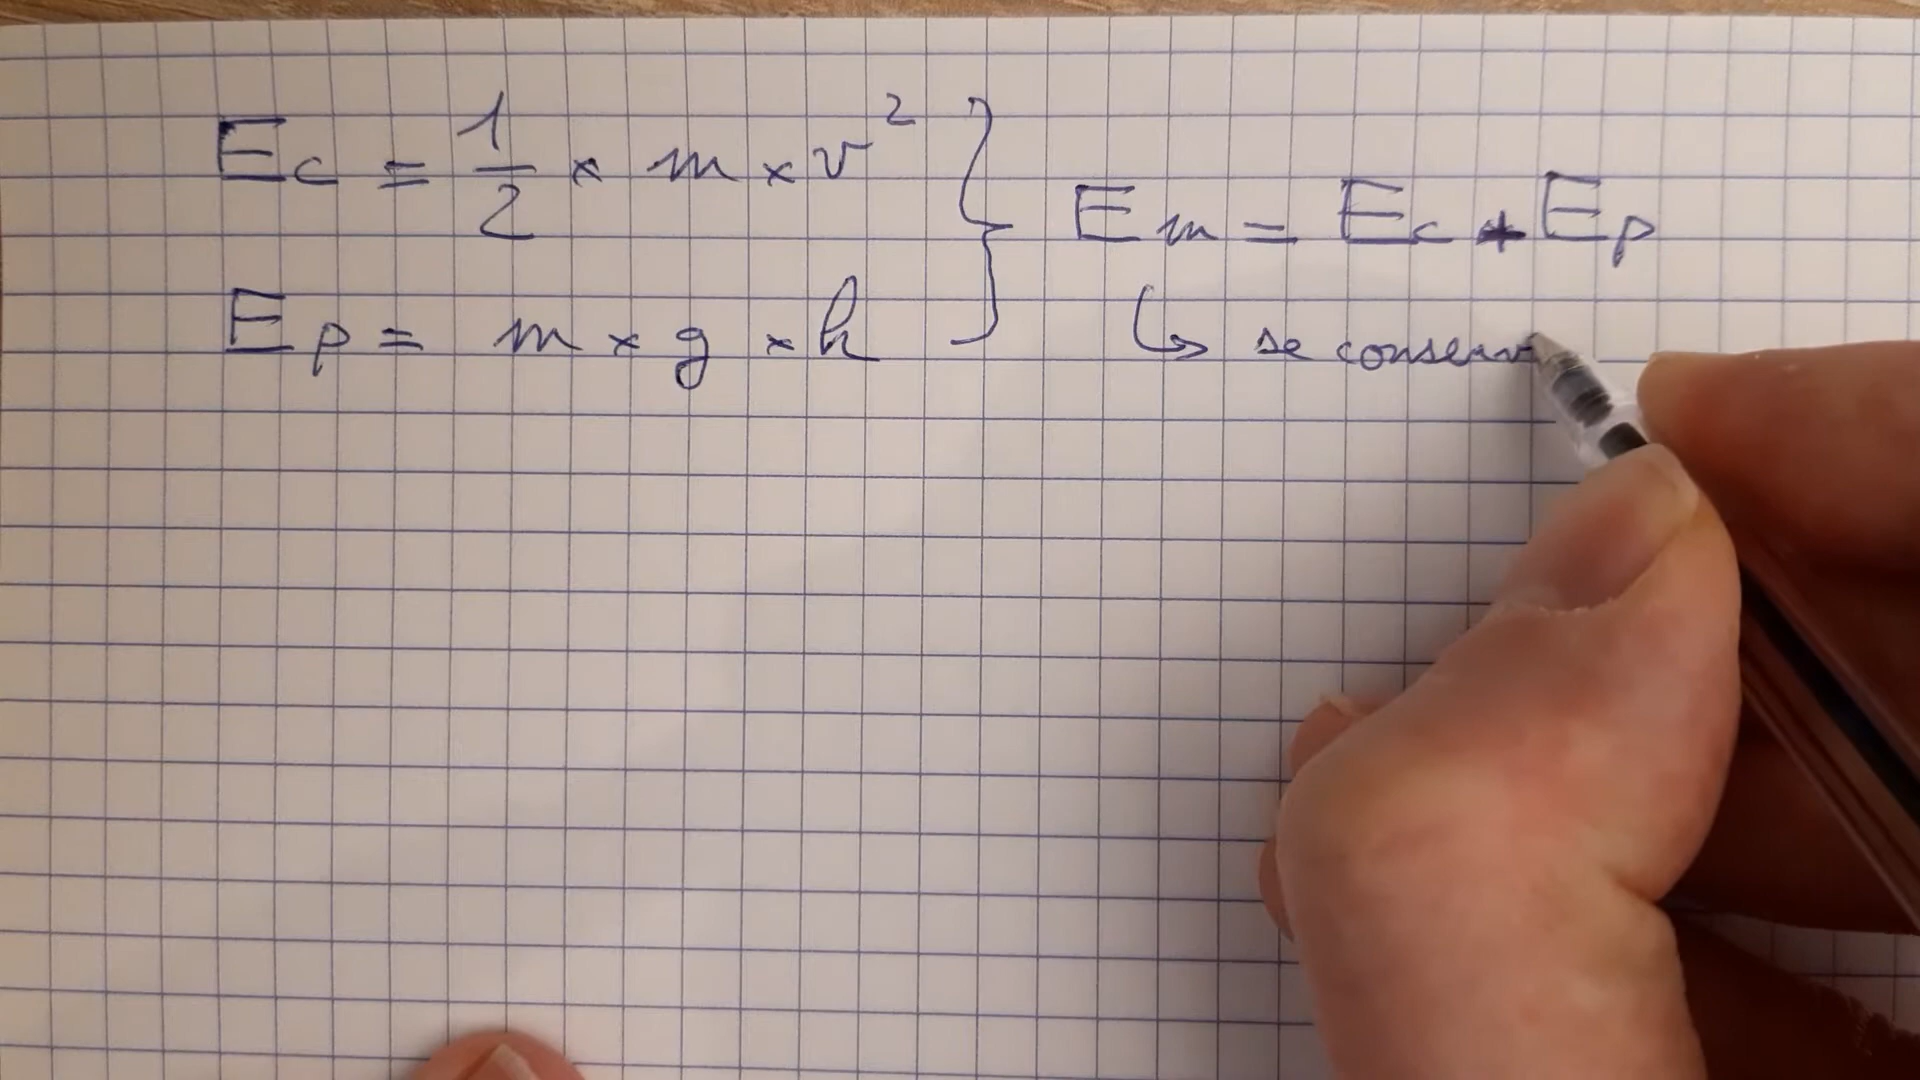 Ec = 1/2 × m × v²
Ep = m × g × h
Em = Ec + Ep
↳ se conserv